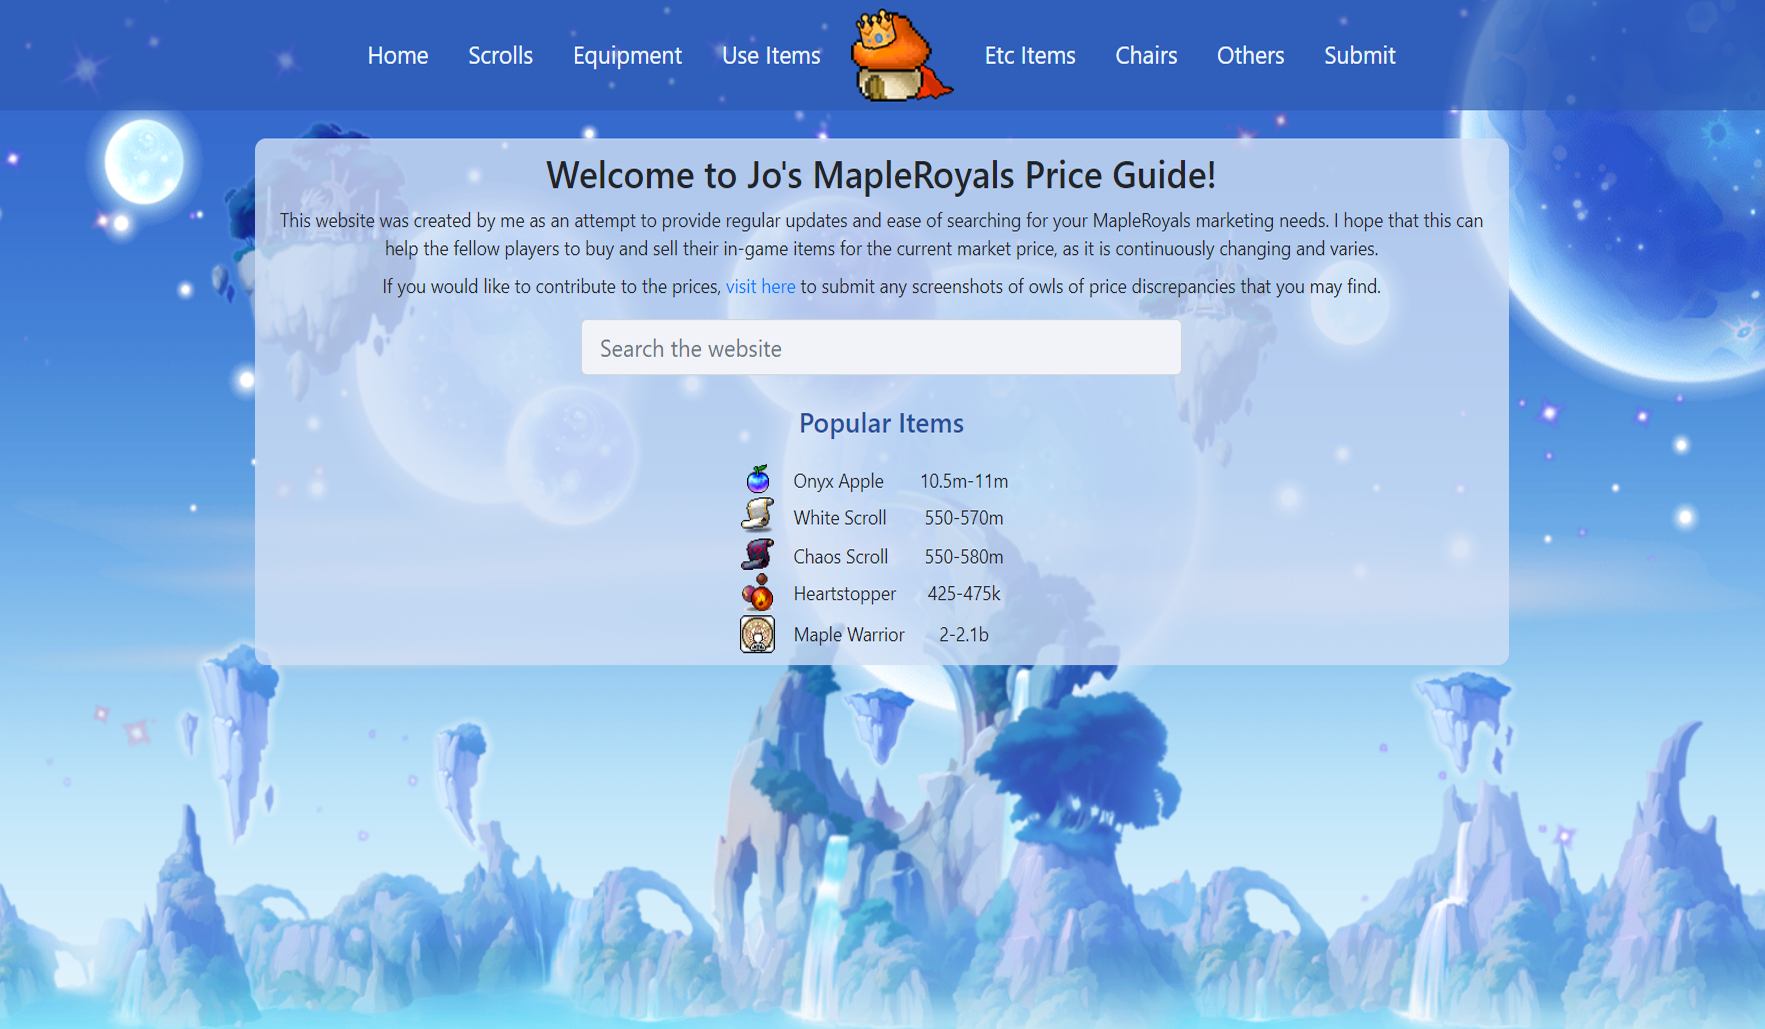 Home Scrolls Equipment Use Items Etc Items Chairs Others Submit
Welcome to Jo's MapleRoyals Price Guide!
This website was created by me as an attempt to provide regular updates and ease of searching for your MapleRoyals marketing needs. I hope that this can
help the fellow players to buy and sell their in-game items for the current market price, as it is continuously changing and varies.
If you would like to contribute to the prices, visit here to submit any screenshots of owls of price discrepancies that you may find.
Search the website
Popular Items
Onyx Apple 10.5m-11m
White Scroll 550-570m
Chaos Scroll 550-580m
Heartstopper 425-475k
Maple Warrior 2-2.1b